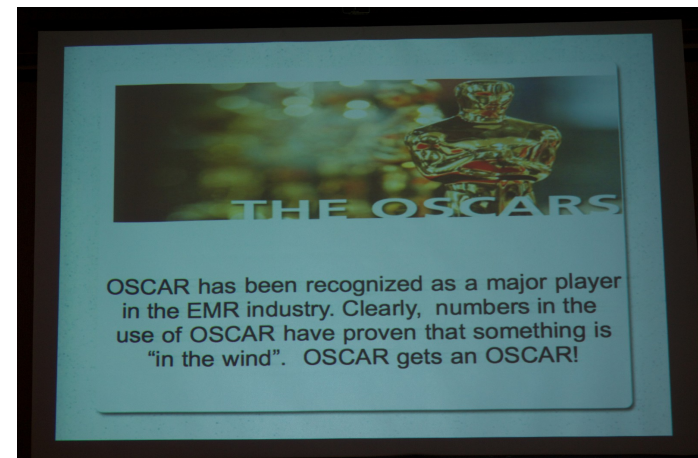 THE OSCARS
OSCAR has been recognized as a major player
in the EMR industry. Clearly, numbers in the
use of OSCAR have proven that something is
“in the wind”. OSCAR gets an OSCAR!